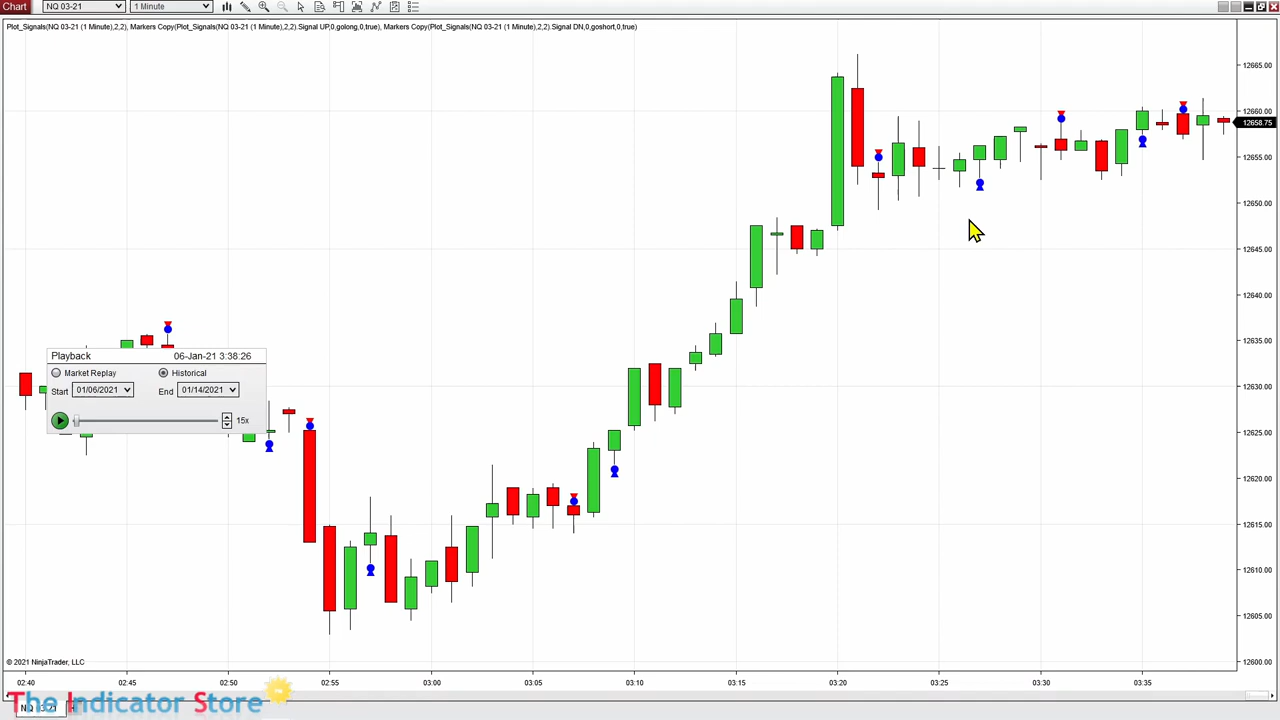 Chart NQ 03-21 1 Minute
Plot_Signals(NQ 03-21 (1 Minute),2,2), Markers Copy(Plot_Signals(NQ 03-21 (1 Minute),2,2).Signal UP,0,golong,0,true), Markers Copy(Plot_Signals(NQ 03-21 (1 Minute),2,2).Signal DN,0,goshort,0,true)
12665.00
12660.00
12658.75
12655.00
12650.00
12645.00
12640.00
12635.00
12630.00
12625.00
12620.00
12615.00
12610.00
12605.00
12600.00
Playback 06-Jan-21 3:38:26
Market Replay Historical
Start 01/06/2021 End 01/14/2021
15x
© 2021 NinjaTrader, LLC
02:40 02:45 02:50 02:55 03:00 03:05 03:10 03:15 03:20 03:25 03:30 03:35
The Indicator Store
NQ 03-21